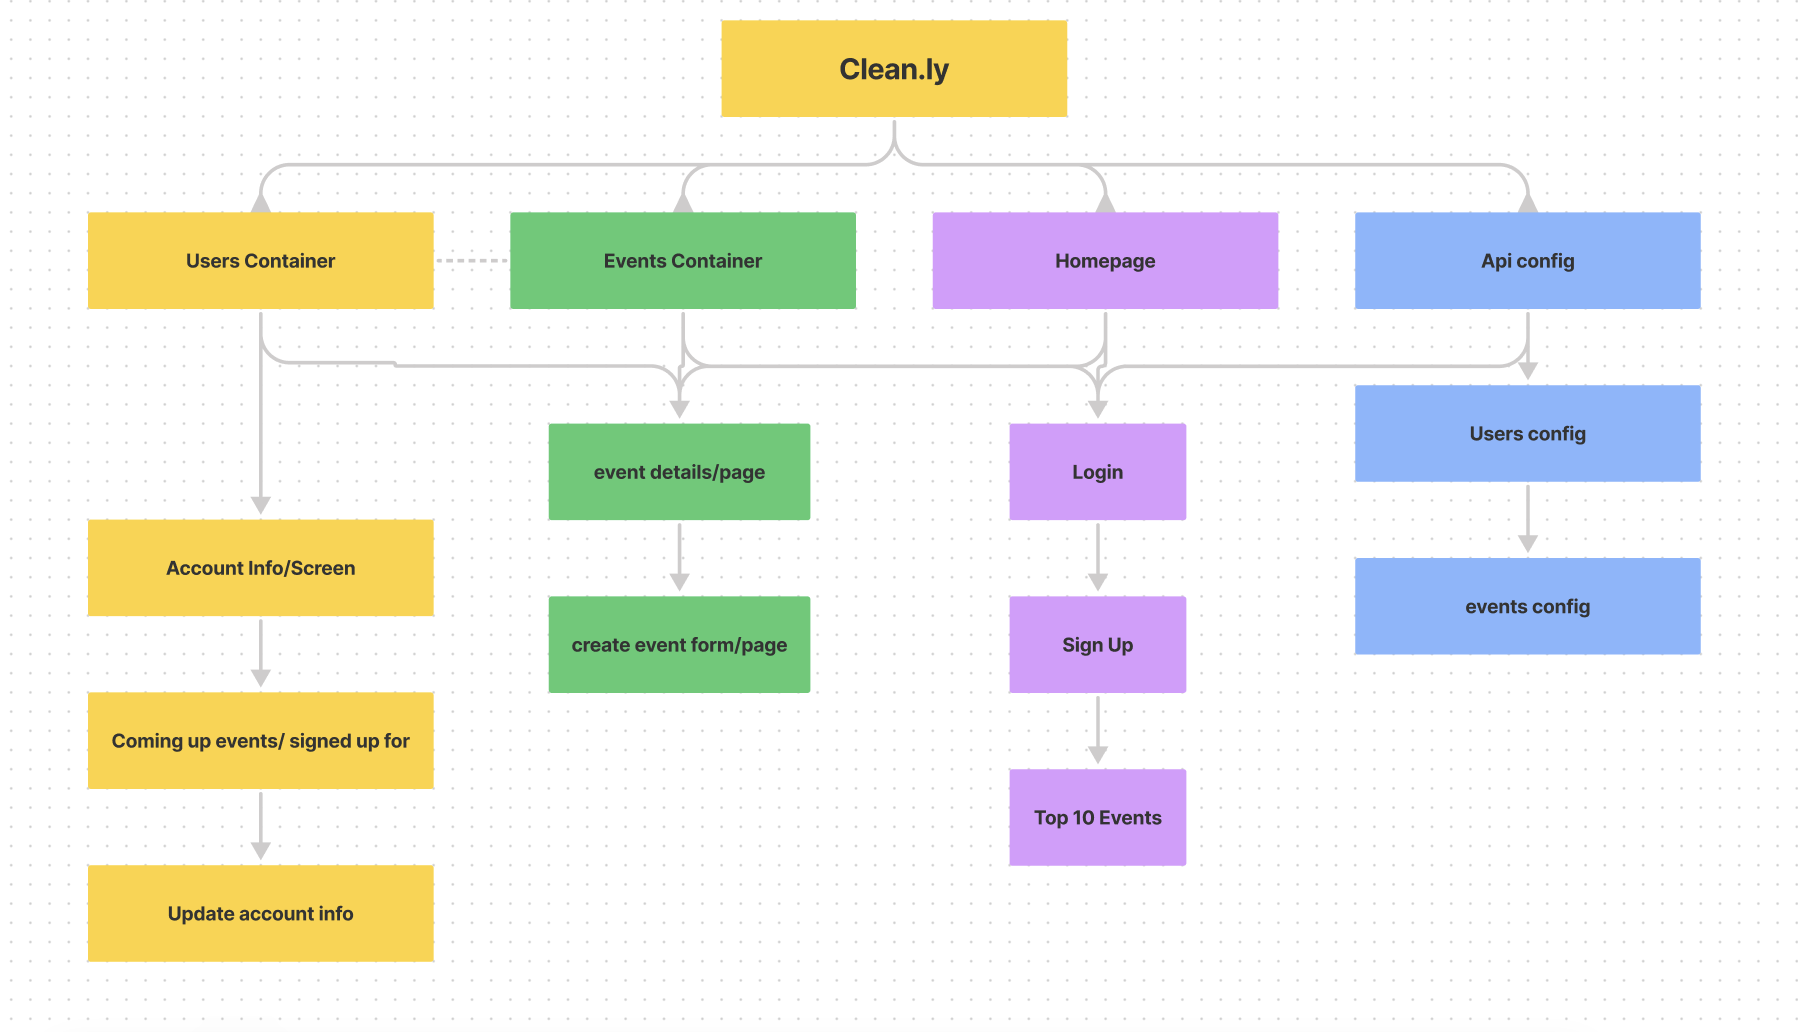 Clean.ly
Users Container
Events Container
Homepage
Api config
Users config
event details/page
Login
Account Info/Screen
events config
create event form/page
Sign Up
Coming up events/ signed up for
Top 10 Events
Update account info